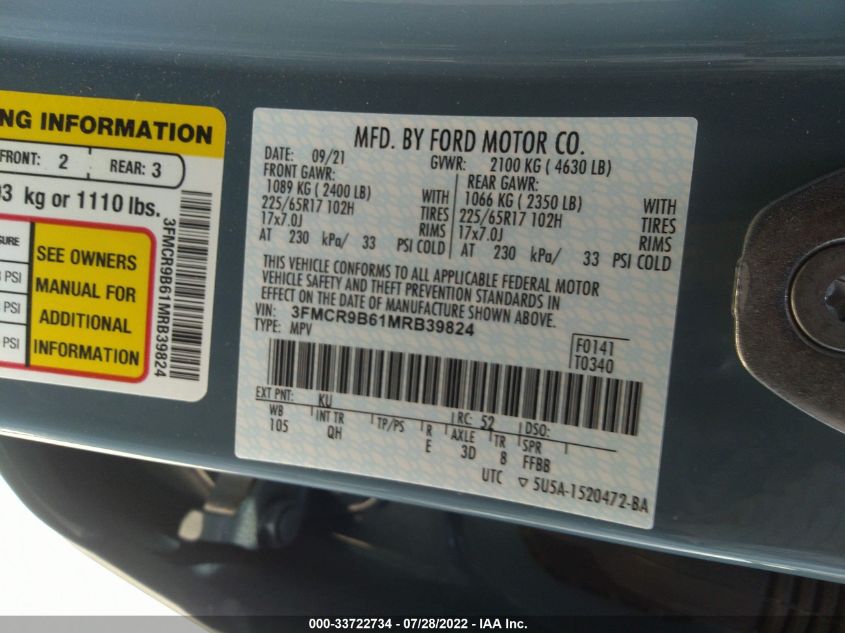 NG INFORMATION
FRONT: 2 REAR: 3
kg or 1110 lbs.
SEE OWNERS
MANUAL FOR
ADDITIONAL
INFORMATION
PSI
PSI
PSI
3FMCR9B61MRB39824
MFD. BY FORD MOTOR CO.
DATE: 09/21 GVWR: 2100 KG ( 4630 LB)
FRONT GAWR: REAR GAWR:
1089 KG ( 2400 LB) WITH 1066 KG ( 2350 LB) WITH
225/65R17 102H TIRES 225/65R17 102H TIRES
17x7.0J RIMS 17x7.0J RIMS
AT 230 kPa/ 33 PSI COLD AT 230 kPa/ 33 PSI COLD
THIS VEHICLE CONFORMS TO ALL APPLICABLE FEDERAL MOTOR
VEHICLE SAFETY AND THEFT PREVENTION STANDARDS IN
EFFECT ON THE DATE OF MANUFACTURE SHOWN ABOVE.
VIN: 3FMCR9B61MRB39824
TYPE: MPV
F0141
T0340
EXT PNT: KU RC: 52 DSO:
WB INT TR TP/PS R AXLE TR SPR
105 QH E 3D 8 FFBB
UTC ▽ 5U5A-1520472-BA
000-33722734 - 07/28/2022 - IAA Inc.